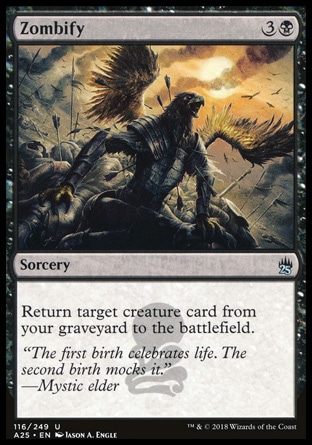 Zombify 3
Sorcery 25
Return target creature card from
your graveyard to the battlefield.
“The first birth celebrates life. The
second birth mocks it.”
—Mystic elder
116/249 U
A25 • EN Jason A. Engle ™ & © 2018 Wizards of the Coast